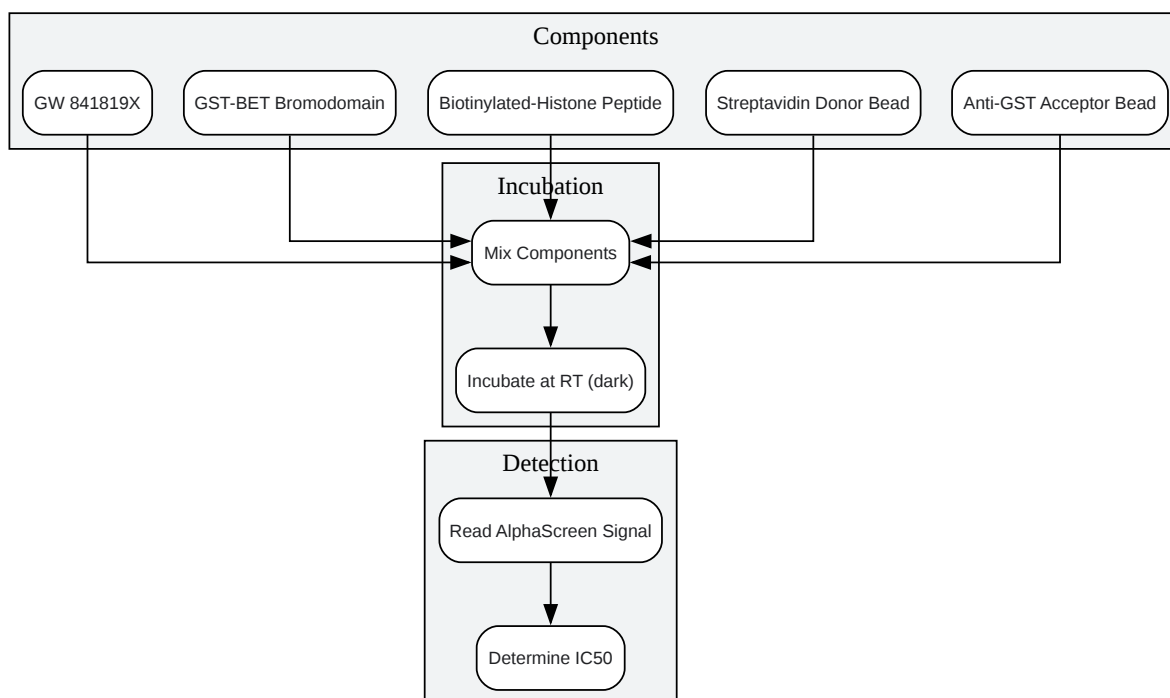 Components
GW 841819X
GST-BET Bromodomain
Biotinylated-Histone Peptide
Streptavidin Donor Bead
Anti-GST Acceptor Bead
Incubation
Mix Components
Incubate at RT (dark)
Detection
Read AlphaScreen Signal
Determine IC50